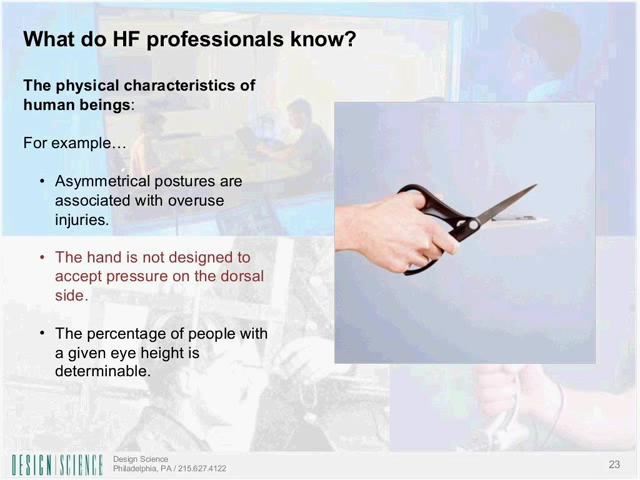 What do HF professionals know?
The physical characteristics of
human beings:
For example…
• Asymmetrical postures are
associated with overuse
injuries.
• The hand is not designed to
accept pressure on the dorsal
side.
• The percentage of people with
a given eye height is
determinable.
DESIGN|SCIENCE
Design Science
Philadelphia, PA / 215.627.4122
23